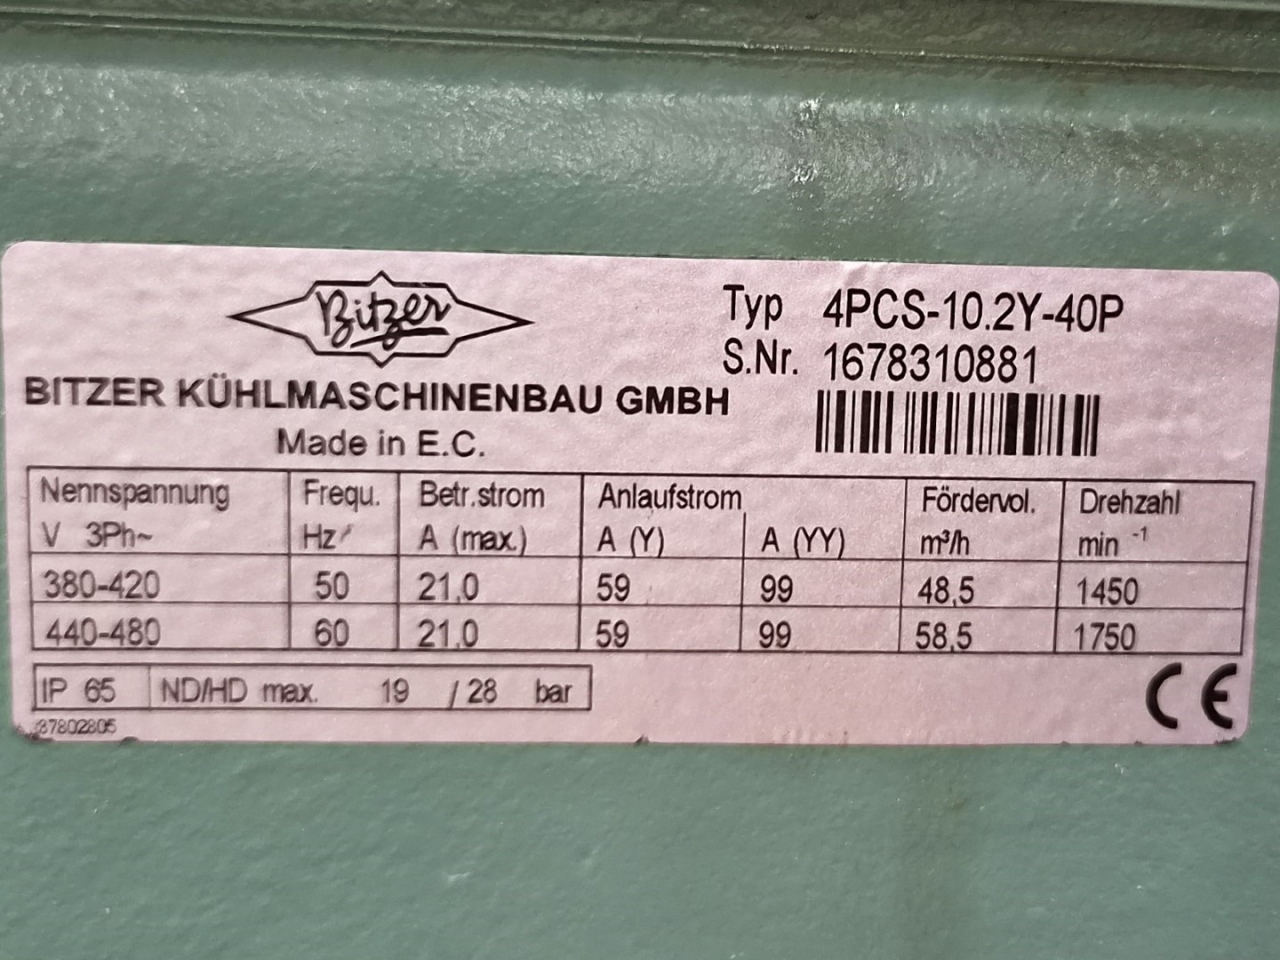 Bitzer
BITZER KÜHLMASCHINENBAU GMBH
Made in E.C.
Typ 4PCS-10.2Y-40P
S.Nr. 1678310881
Nennspannung Frequ. Betr.strom Anlaufstrom Fördervol. Drehzahl
V 3Ph~ Hz A (max.) A (Y) A (YY) m³/h min -1
380-420 50 21,0 59 99 48,5 1450
440-480 60 21,0 59 99 58,5 1750
IP 65 ND/HD max. 19 / 28 bar
37802805
CE